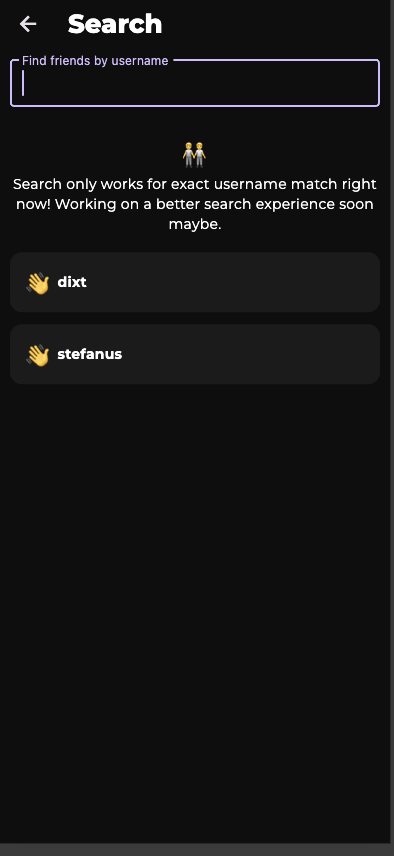 Search
Find friends by username
Search only works for exact username match right
now! Working on a better search experience soon
maybe.
dixt
stefanus